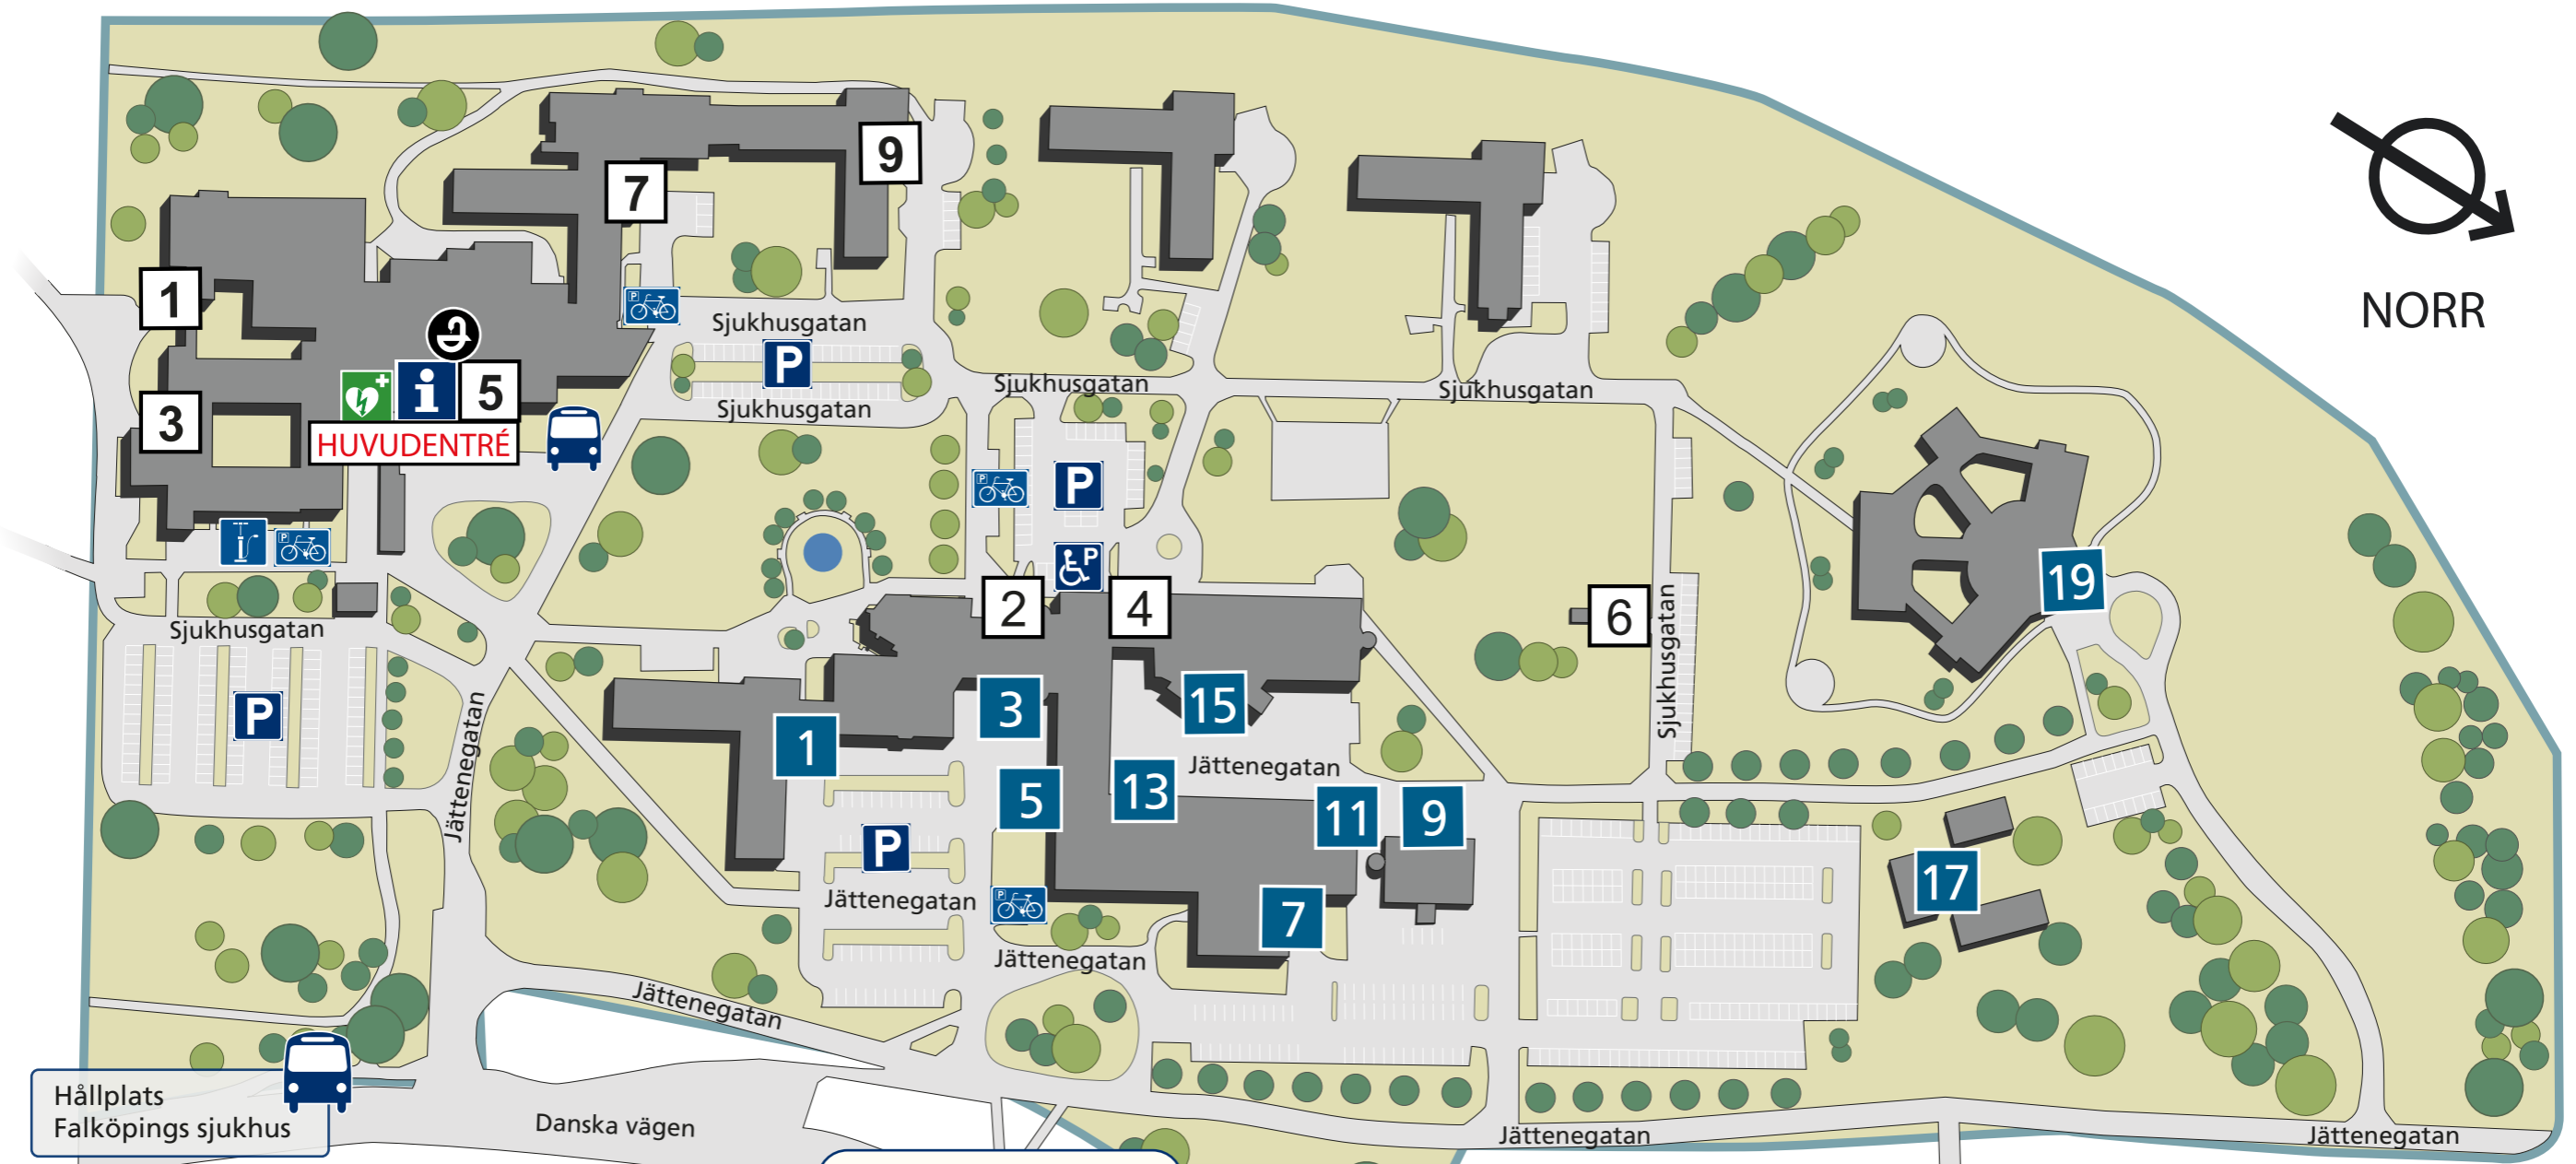 9
7
NORR
1
Sjukhusgatan
P
P
Sjukhusgatan
Sjukhusgatan
Sjukhusgatan
i
5
3
HUVUDENTRÉ
P
P
P
P
P
19
2
4
6
Sjukhusgatan
Sjukhusgatan
P
Jättenegatan
3
15
1
Jättenegatan
5
13
11
9
P
17
Jättenegatan
P
7
Jättenegatan
Jättenegatan
Hållplats
Falköpings sjukhus
Danska vägen
Jättenegatan
Jättenegatan